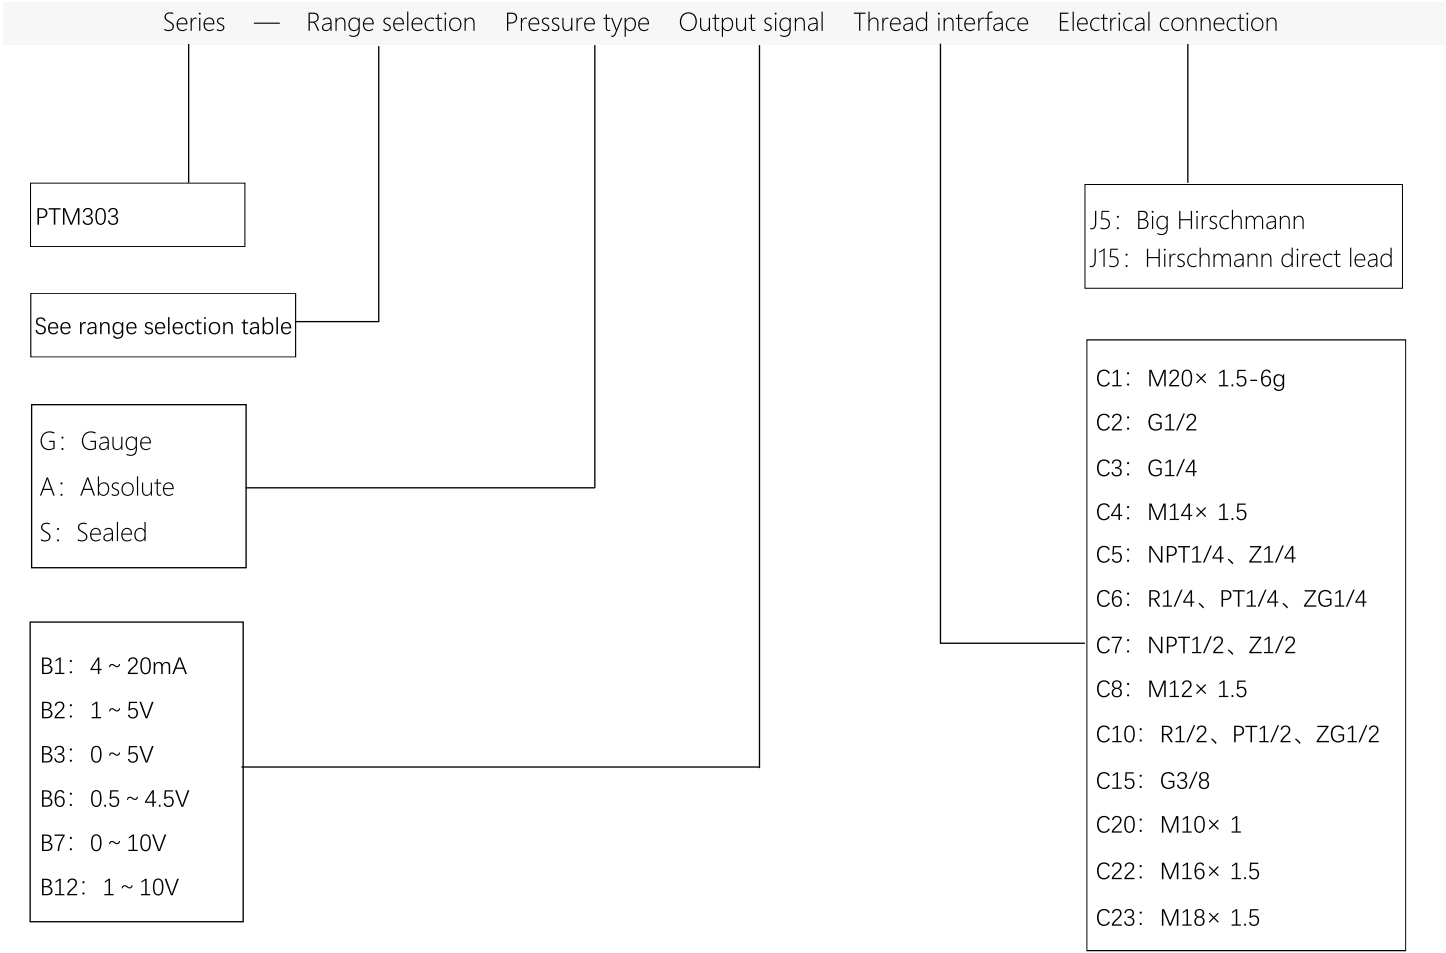 Series — Range selection Pressure type Output signal Thread interface Electrical connection
PTM303
See range selection table
G: Gauge
A: Absolute
S: Sealed
B1: 4～20mA
B2: 1～5V
B3: 0～5V
B6: 0.5～4.5V
B7: 0～10V
B12: 1～10V
J5: Big Hirschmann
J15: Hirschmann direct lead
C1: M20× 1.5-6g
C2: G1/2
C3: G1/4
C4: M14× 1.5
C5: NPT1/4、Z1/4
C6: R1/4、PT1/4、ZG1/4
C7: NPT1/2、Z1/2
C8: M12× 1.5
C10: R1/2、PT1/2、ZG1/2
C15: G3/8
C20: M10× 1
C22: M16× 1.5
C23: M18× 1.5